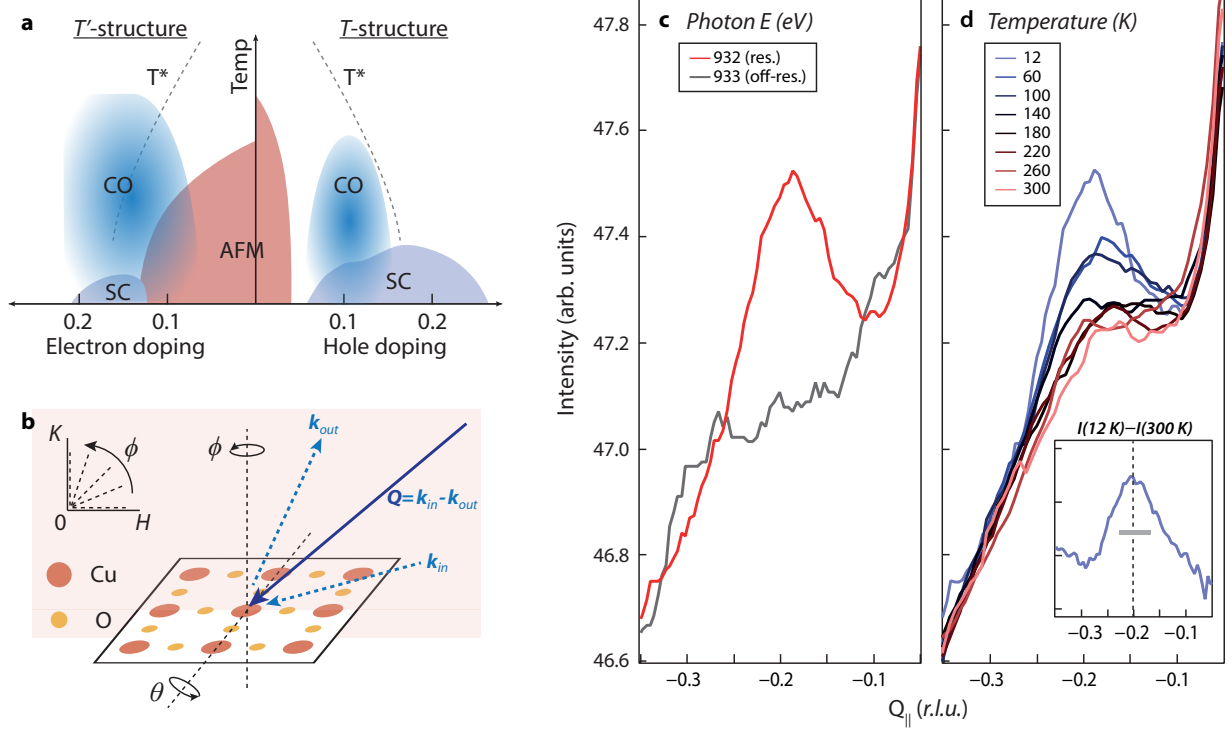 a
T′-structure
T-structure
T*
T*
Temp
CO
CO
AFM
SC
SC
0.2
0.1
0.1
0.2
Electron doping
Hole doping
b
K
ϕ
0
H
ϕ
k_out
Q=k_in-k_out
k_in
Cu
O
θ
c
Photon E (eV)
932 (res.)
933 (off-res.)
47.8
47.6
47.4
47.2
47.0
46.8
46.6
Intensity (arb. units)
−0.3
−0.2
−0.1
d
Temperature (K)
12
60
100
140
180
220
260
300
I(12 K)−I(300 K)
−0.3
−0.2
−0.1
−0.3
−0.2
−0.1
Q_|| (r.l.u.)